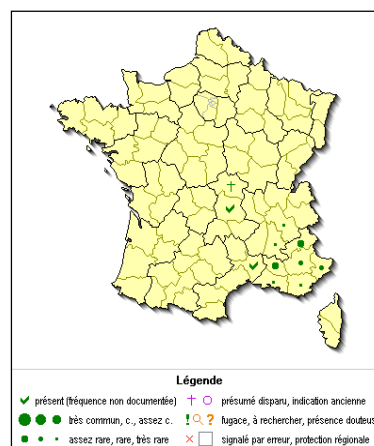 Légende
présent (fréquence non documentée) présumé disparu, indication ancienne
très commun, c., assez c. fugace, à rechercher, présence douteus
assez rare, rare, très rare signalé par erreur, protection régionale